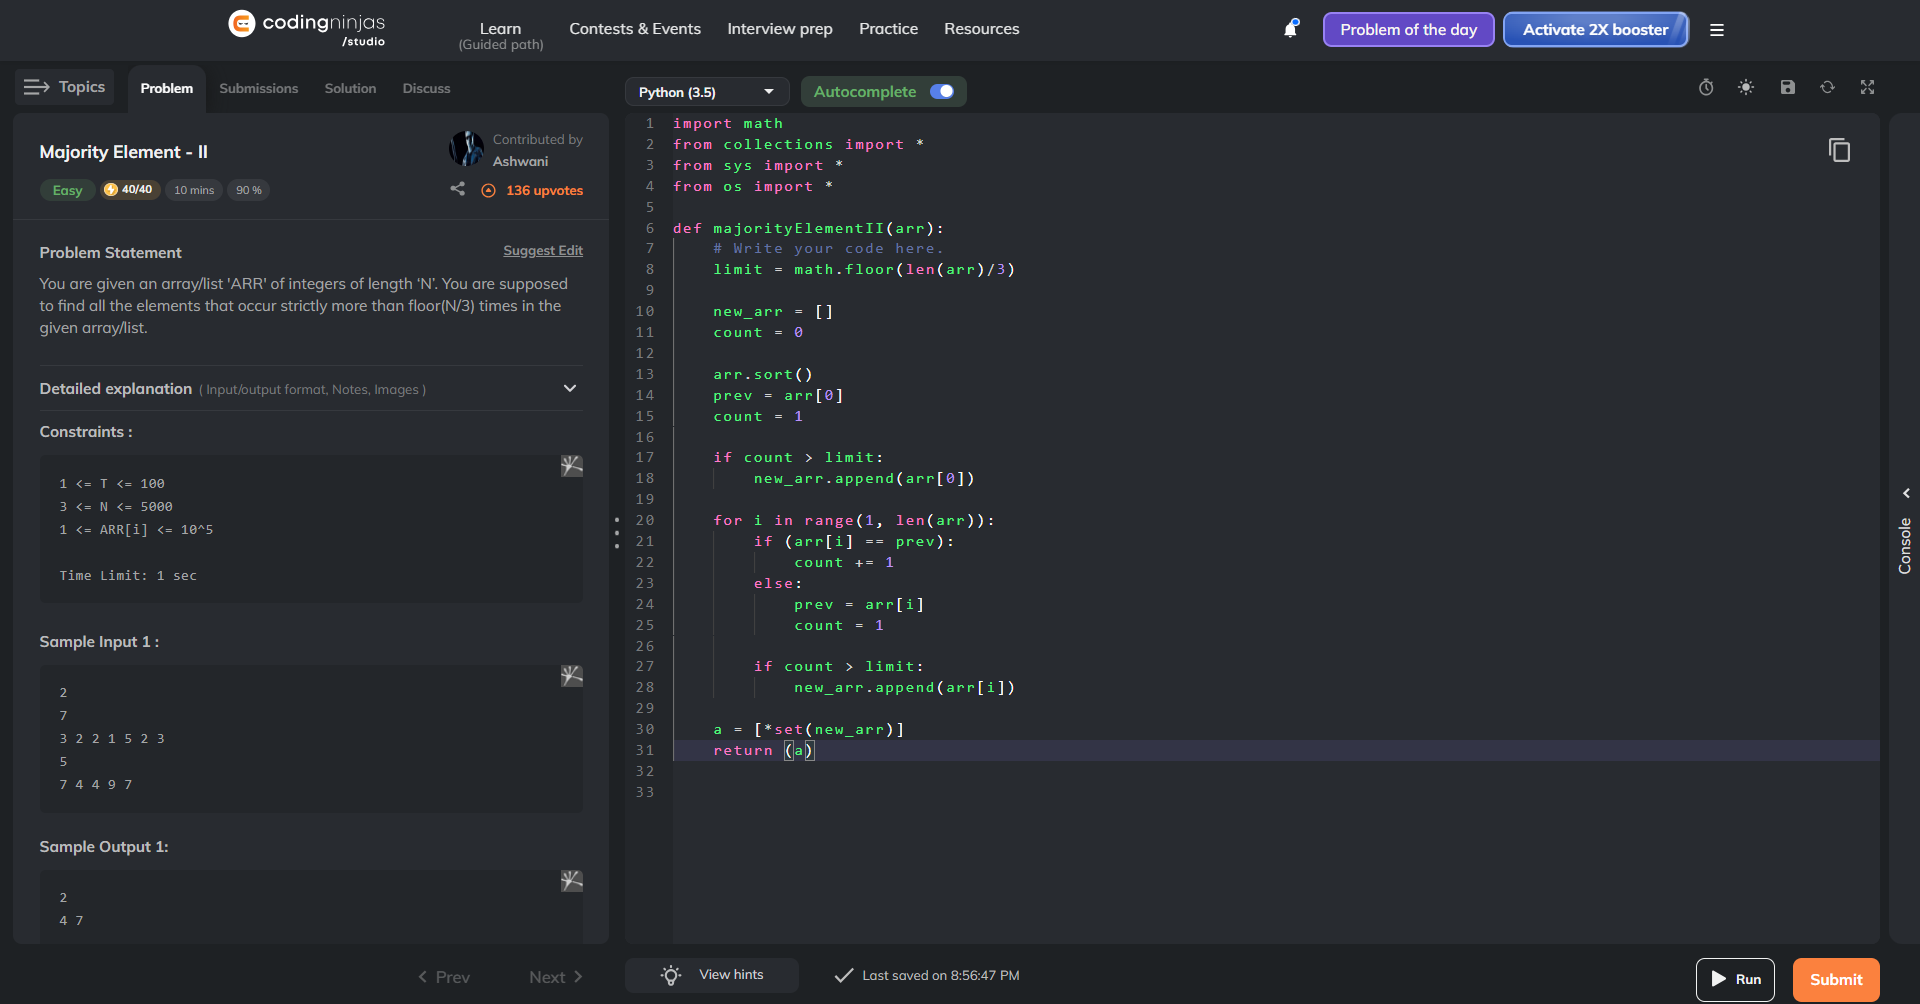 codingninjas
/studio
Learn
(Guided path)
Contests & Events
Interview prep
Practice
Resources
Problem of the day
Activate 2X booster
Topics
Problem
Submissions
Solution
Discuss
Majority Element - II
Contributed by
Ashwani
Easy
40/40
10 mins
90 %
136 upvotes
Problem Statement
Suggest Edit
You are given an array/list 'ARR' of integers of length ‘N’. You are supposed
to find all the elements that occur strictly more than floor(N/3) times in the
given array/list.
Detailed explanation ( Input/output format, Notes, Images )
Constraints :
1 <= T <= 100
3 <= N <= 5000
1 <= ARR[i] <= 10^5
Time Limit: 1 sec
Sample Input 1 :
2
7
3 2 2 1 5 2 3
5
7 4 4 9 7
Sample Output 1:
2
4 7
Prev
Next
Python (3.5)
Autocomplete
1 import math
2 from collections import *
3 from sys import *
4 from os import *
5
6 def majorityElementII(arr):
7     # Write your code here.
8     limit = math.floor(len(arr)/3)
9
10     new_arr = []
11     count = 0
12
13     arr.sort()
14     prev = arr[0]
15     count = 1
16
17     if count > limit:
18         new_arr.append(arr[0])
19
20     for i in range(1, len(arr)):
21         if (arr[i] == prev):
22             count += 1
23         else:
24             prev = arr[i]
25             count = 1
26
27         if count > limit:
28             new_arr.append(arr[i])
29
30     a = [*set(new_arr)]
31     return (a)
32
33
Console
View hints
Last saved on 8:56:47 PM
Run
Submit